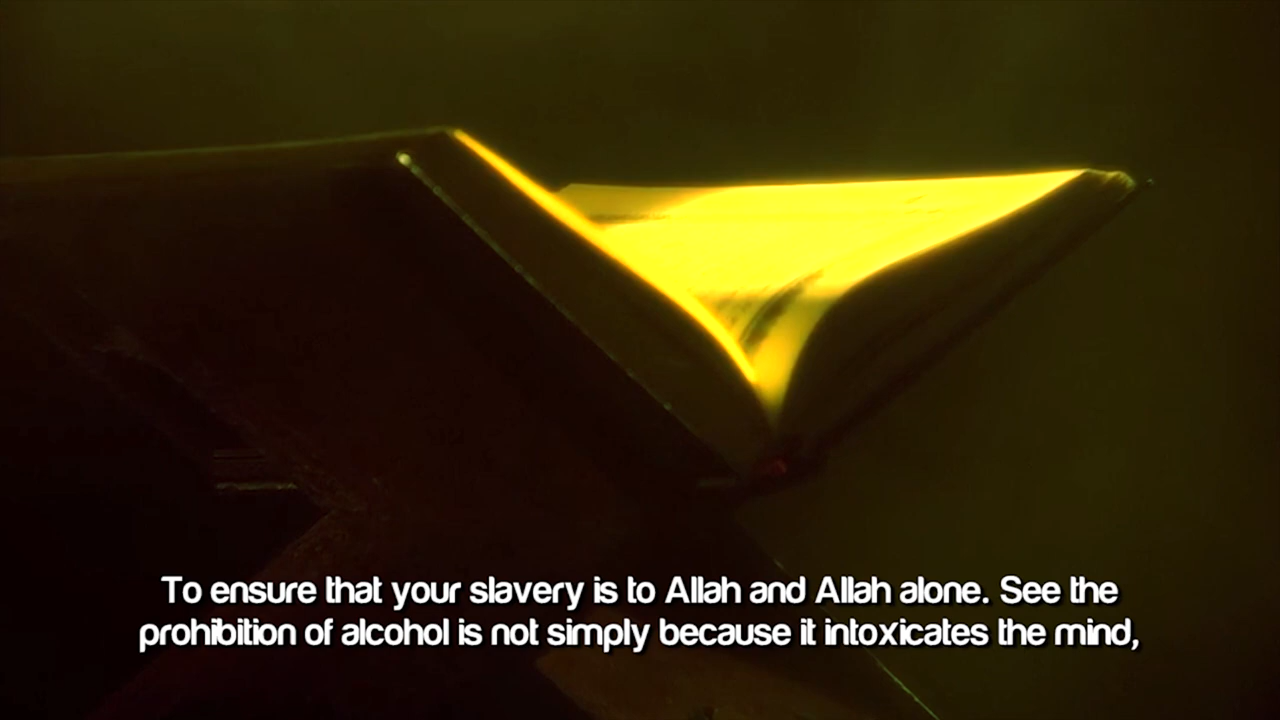 To ensure that your slavery is to Allah and Allah alone. See the
prohibition of alcohol is not simply because it intoxicates the mind,